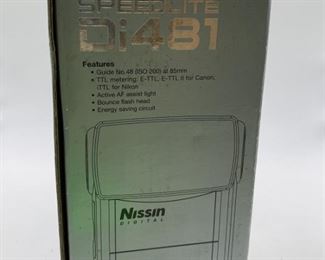 SPEEDLITE
Di481
Features
• Guide No.48 (ISO 200) at 85mm
• TTL metering: E-TTL, E-TTL II for Canon,
iTTL for Nikon
• Active AF assist light
• Bounce flash head
• Energy saving circuit
NISSIN
DIGITAL